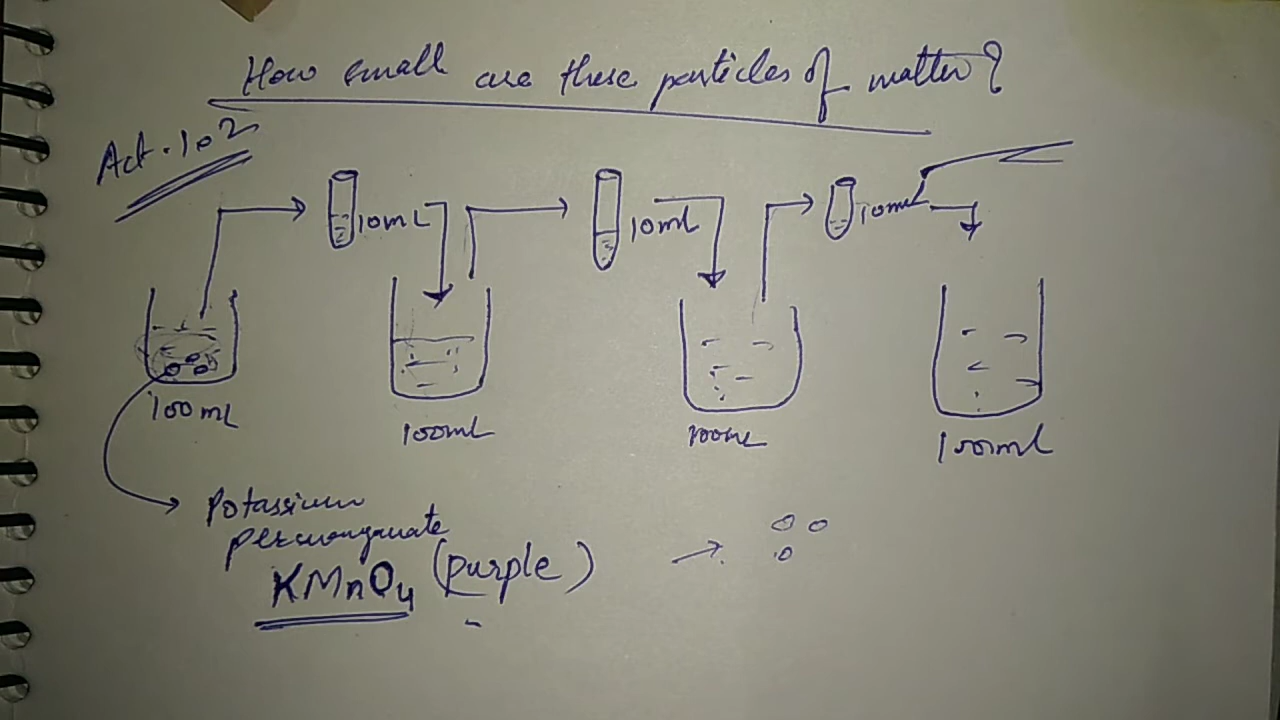 How small are these particles of matter?
Act. 1.2
10mL
10mL
10mL
100mL
100mL
100mL
100mL
Potassium
permanganate
KMnO4 (purple)